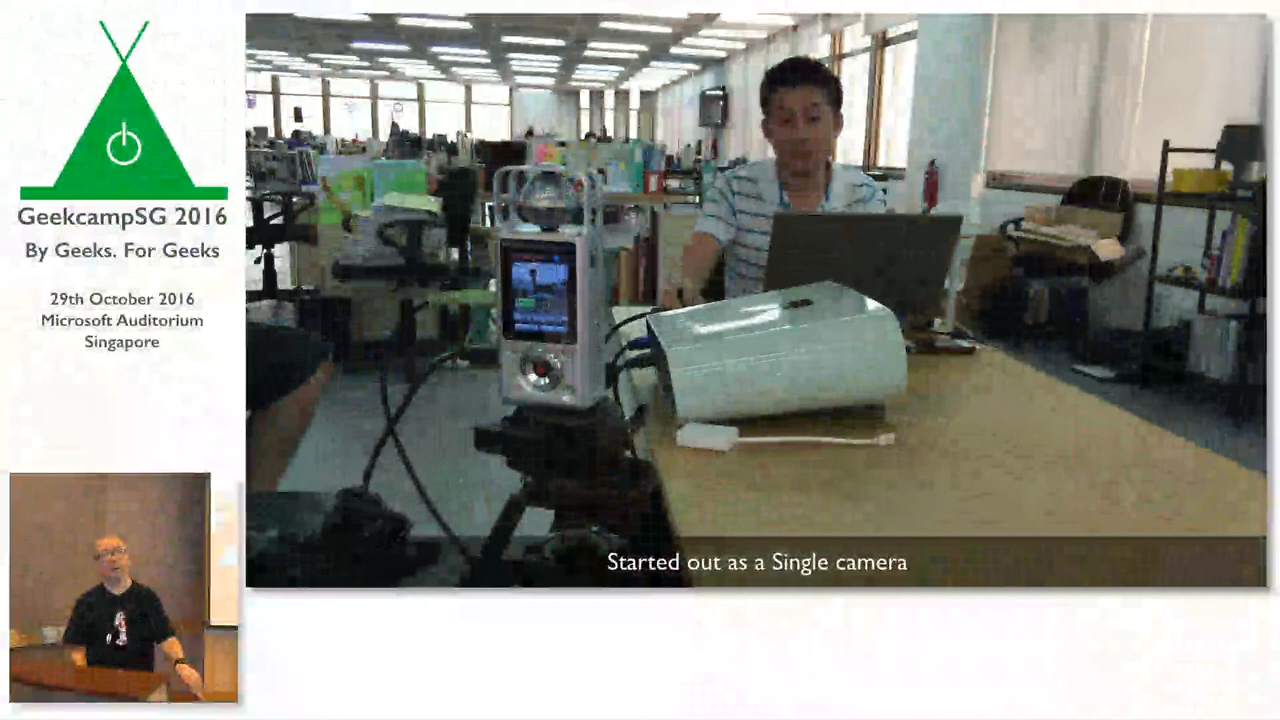 GeekcampSG 2016
By Geeks. For Geeks
29th October 2016
Microsoft Auditorium
Singapore
Started out as a Single camera